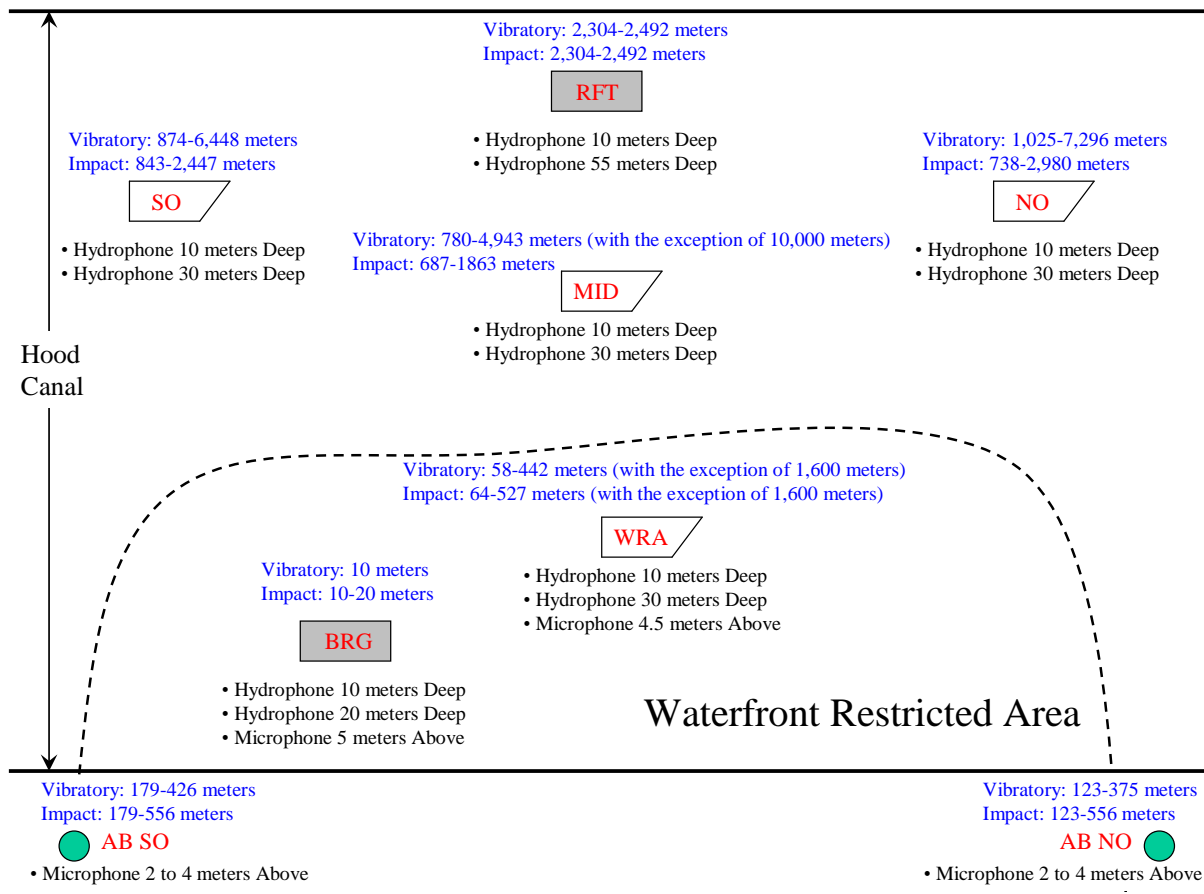 Vibratory: 2,304-2,492 meters
Impact: 2,304-2,492 meters
RFT
• Hydrophone 10 meters Deep
• Hydrophone 55 meters Deep
Vibratory: 874-6,448 meters
Impact: 843-2,447 meters
SO
• Hydrophone 10 meters Deep
• Hydrophone 30 meters Deep
Vibratory: 1,025-7,296 meters
Impact: 738-2,980 meters
NO
• Hydrophone 10 meters Deep
• Hydrophone 30 meters Deep
Vibratory: 780-4,943 meters (with the exception of 10,000 meters)
Impact: 687-1863 meters
MID
• Hydrophone 10 meters Deep
• Hydrophone 30 meters Deep
Hood
Canal
Vibratory: 58-442 meters (with the exception of 1,600 meters)
Impact: 64-527 meters (with the exception of 1,600 meters)
WRA
• Hydrophone 10 meters Deep
• Hydrophone 30 meters Deep
• Microphone 4.5 meters Above
Vibratory: 10 meters
Impact: 10-20 meters
BRG
• Hydrophone 10 meters Deep
• Hydrophone 20 meters Deep
• Microphone 5 meters Above
Waterfront Restricted Area
Vibratory: 179-426 meters
Impact: 179-556 meters
AB SO
• Microphone 2 to 4 meters Above
Vibratory: 123-375 meters
Impact: 123-556 meters
AB NO
• Microphone 2 to 4 meters Above